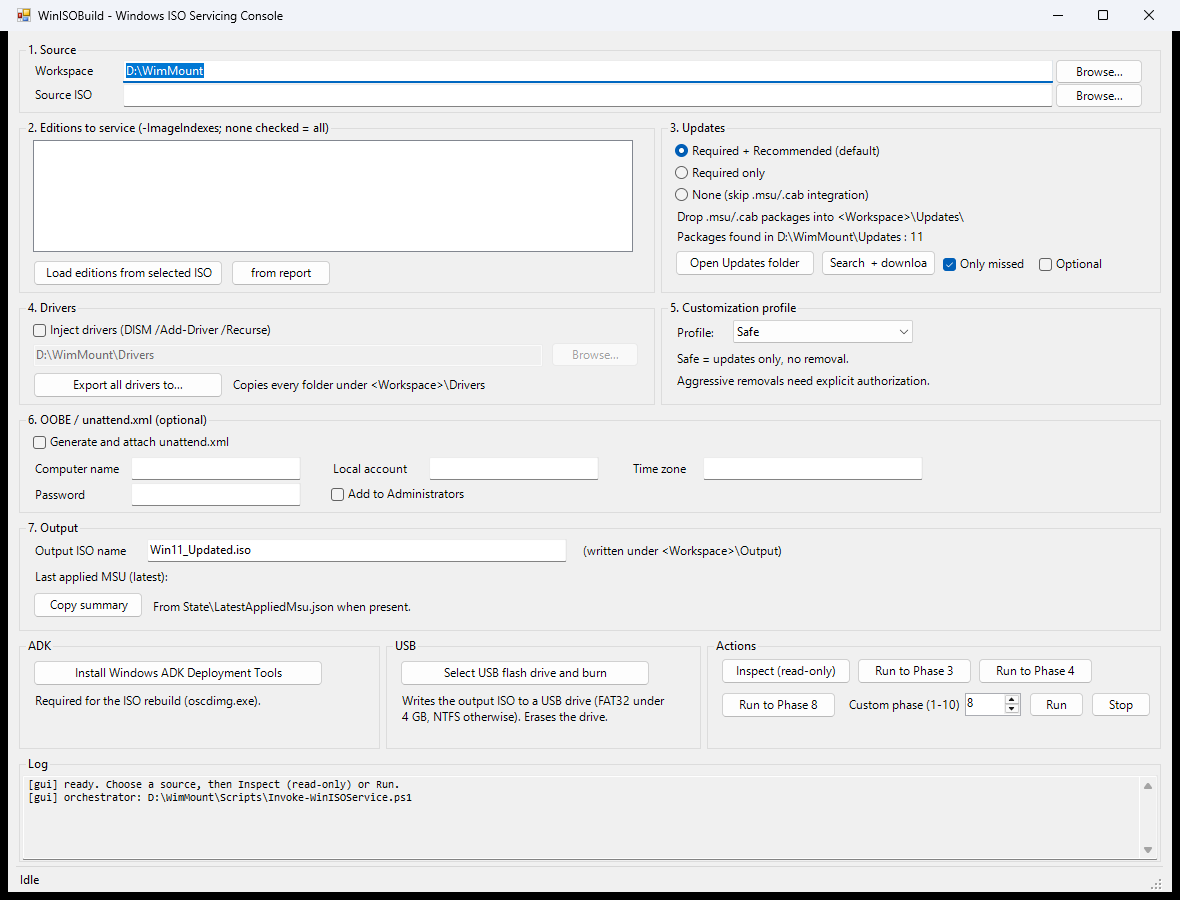 WinISOBuild - Windows ISO Servicing Console
1. Source
Workspace D:\WimMount Browse...
Source ISO Browse...
2. Editions to service (-ImageIndexes; none checked = all)
Load editions from selected ISO from report
3. Updates
Required + Recommended (default)
Required only
None (skip .msu/.cab integration)
Drop .msu/.cab packages into <Workspace>\Updates\
Packages found in D:\WimMount\Updates : 11
Open Updates folder Search + downloa Only missed Optional
4. Drivers
Inject drivers (DISM /Add-Driver /Recurse)
D:\WimMount\Drivers Browse...
Export all drivers to... Copies every folder under <Workspace>\Drivers
5. Customization profile
Profile: Safe
Safe = updates only, no removal.
Aggressive removals need explicit authorization.
6. OOBE / unattend.xml (optional)
Generate and attach unattend.xml
Computer name Local account Time zone
Password Add to Administrators
7. Output
Output ISO name Win11_Updated.iso (written under <Workspace>\Output)
Last applied MSU (latest):
Copy summary From State\LatestAppliedMsu.json when present.
ADK
Install Windows ADK Deployment Tools
Required for the ISO rebuild (oscdimg.exe).
USB
Select USB flash drive and burn
Writes the output ISO to a USB drive (FAT32 under
4 GB, NTFS otherwise). Erases the drive.
Actions
Inspect (read-only) Run to Phase 3 Run to Phase 4
Run to Phase 8 Custom phase (1-10) 8 Run Stop
Log
[gui] ready. Choose a source, then Inspect (read-only) or Run.
[gui] orchestrator: D:\WimMount\Scripts\Invoke-WinISOService.ps1
Idle